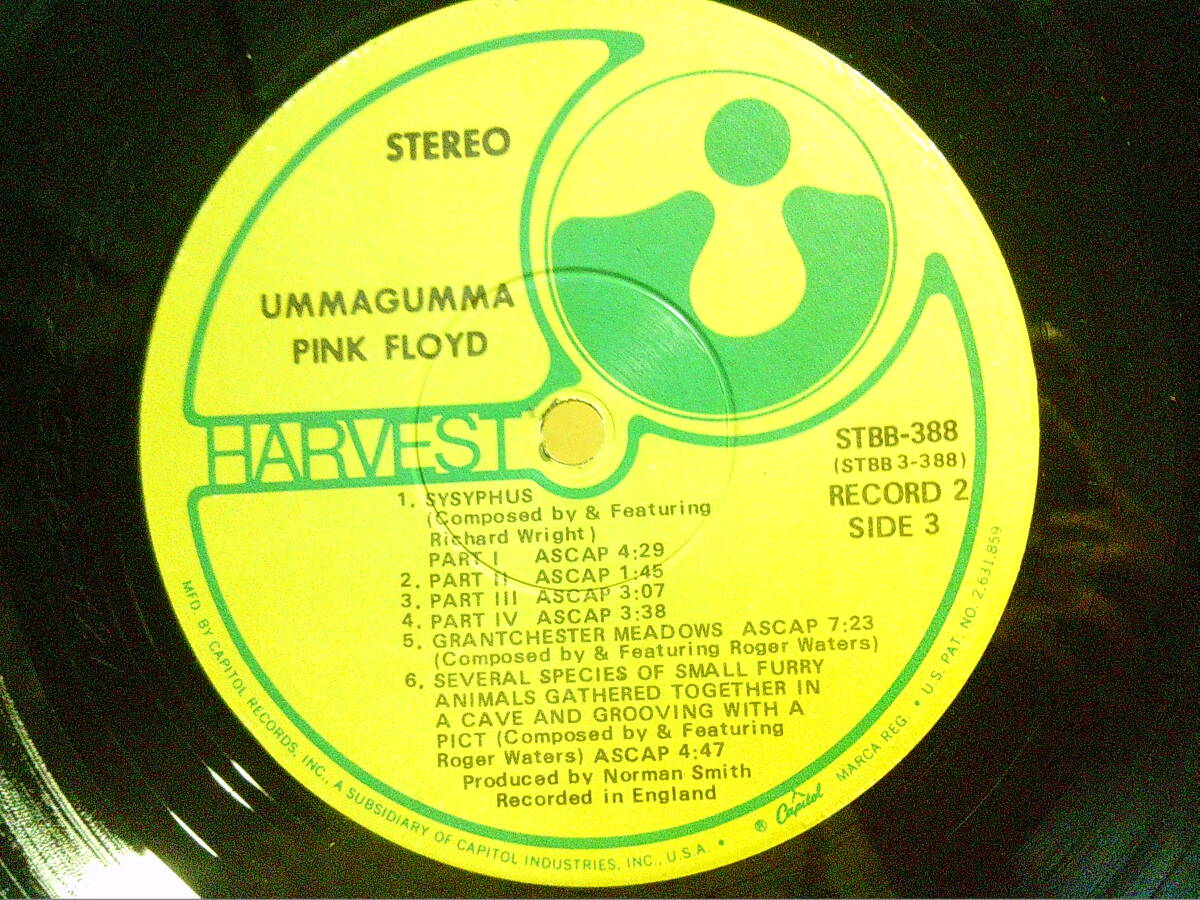 STEREO
UMMAGUMMA
PINK FLOYD
HARVEST
STBB-388
(STBB 3-388)
RECORD 2
SIDE 3
1. SYSYPHUS
(Composed by & Featuring
Richard Wright)
PART I ASCAP 4:29
2. PART II ASCAP 1:45
3. PART III ASCAP 3:07
4. PART IV ASCAP 3:38
5. GRANTCHESTER MEADOWS ASCAP 7:23
(Composed by & Featuring Roger Waters)
6. SEVERAL SPECIES OF SMALL FURRY
ANIMALS GATHERED TOGETHER IN
A CAVE AND GROOVING WITH A
PICT (Composed by & Featuring
Roger Waters) ASCAP 4:47
Produced by Norman Smith
Recorded in England
MFD. BY CAPITOL RECORDS, INC., A SUBSIDIARY OF CAPITOL INDUSTRIES, INC., U.S.A. • ® Capitol MARCA REG. • U.S. PAT. NO. 2,631,859